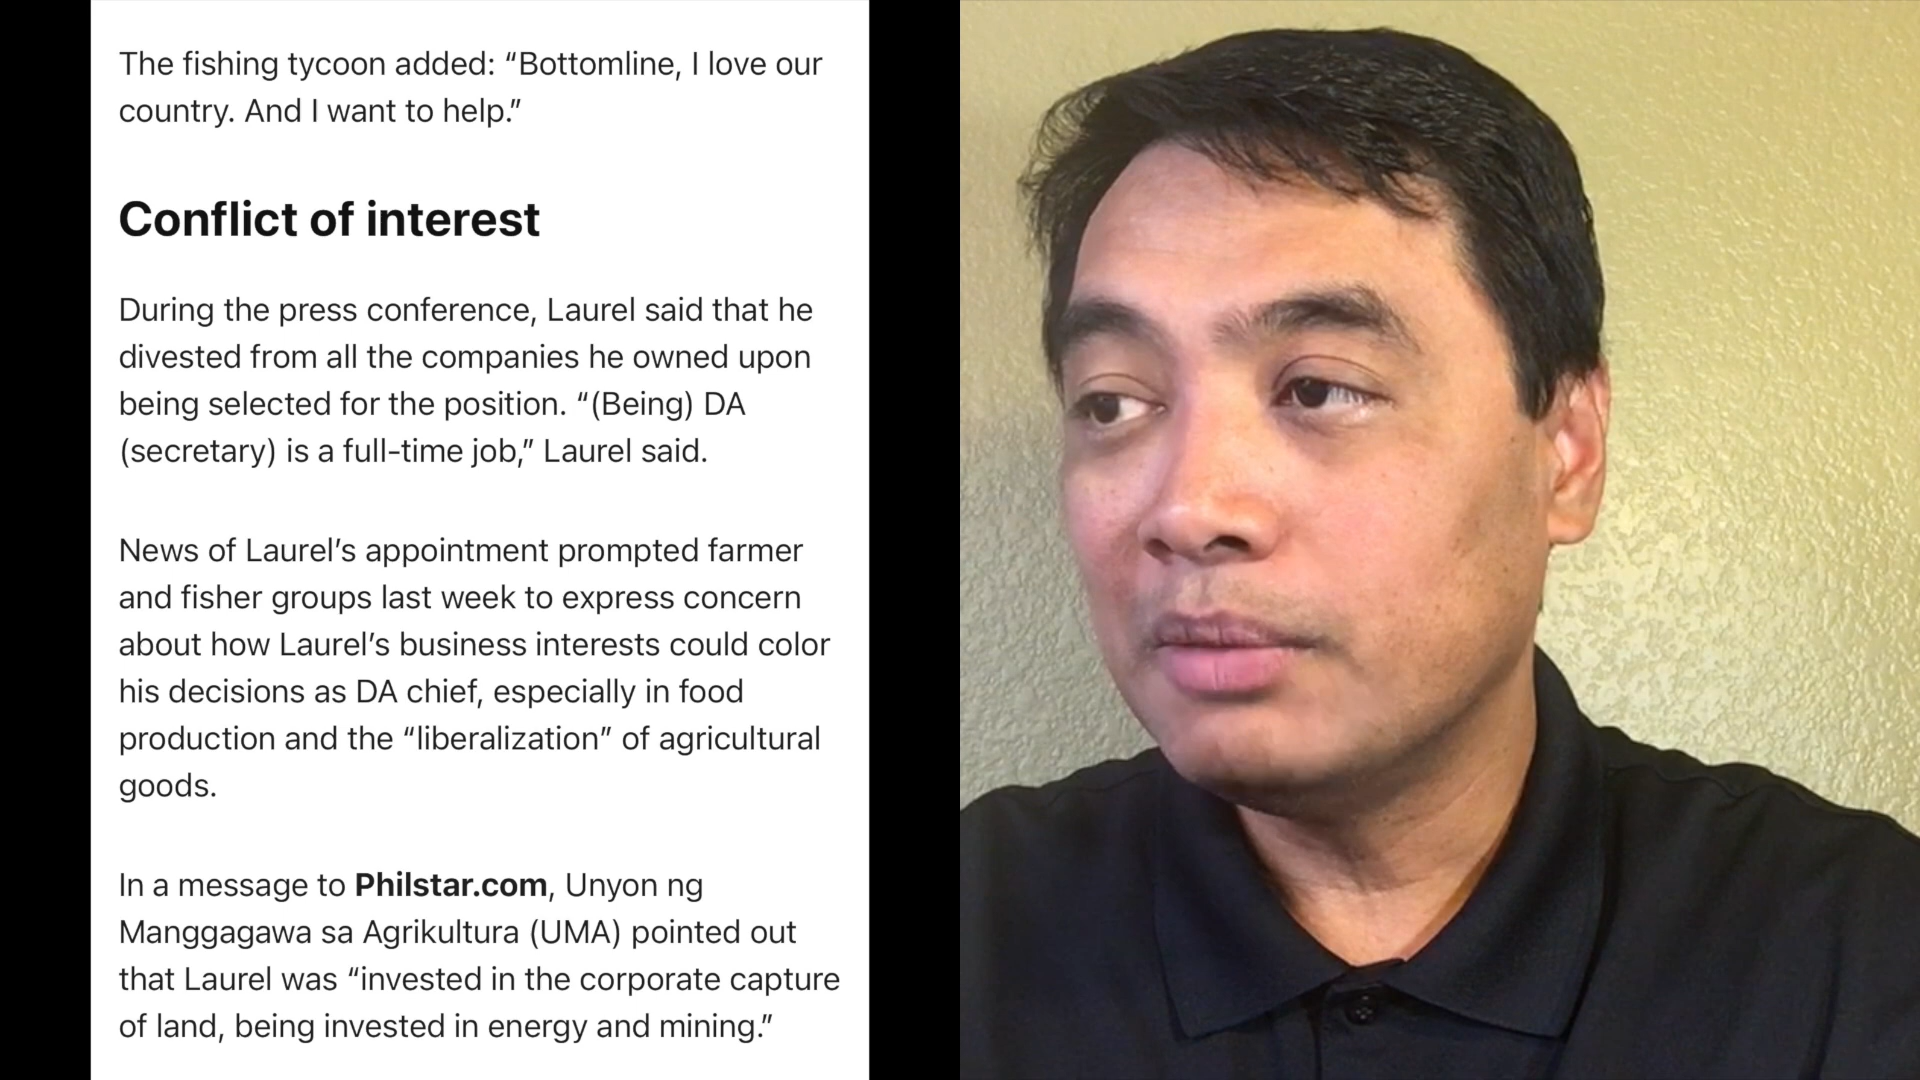 The fishing tycoon added: “Bottomline, I love our
country. And I want to help.”
Conflict of interest
During the press conference, Laurel said that he
divested from all the companies he owned upon
being selected for the position. “(Being) DA
(secretary) is a full-time job,” Laurel said.
News of Laurel’s appointment prompted farmer
and fisher groups last week to express concern
about how Laurel’s business interests could color
his decisions as DA chief, especially in food
production and the “liberalization” of agricultural
goods.
In a message to Philstar.com, Unyon ng
Manggagawa sa Agrikultura (UMA) pointed out
that Laurel was “invested in the corporate capture
of land, being invested in energy and mining.”